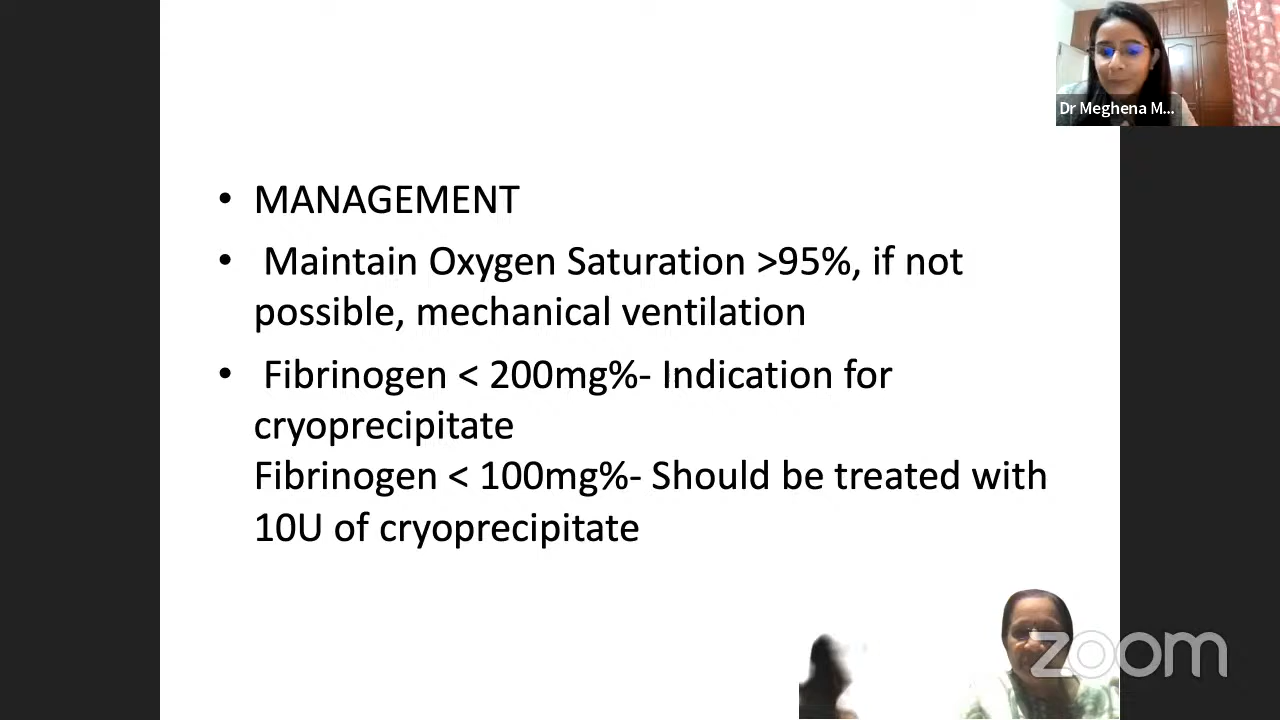 Dr Meghena M...
• MANAGEMENT
• Maintain Oxygen Saturation >95%, if not
possible, mechanical ventilation
• Fibrinogen < 200mg%- Indication for
cryoprecipitate
Fibrinogen < 100mg%- Should be treated with
10U of cryoprecipitate
zoom